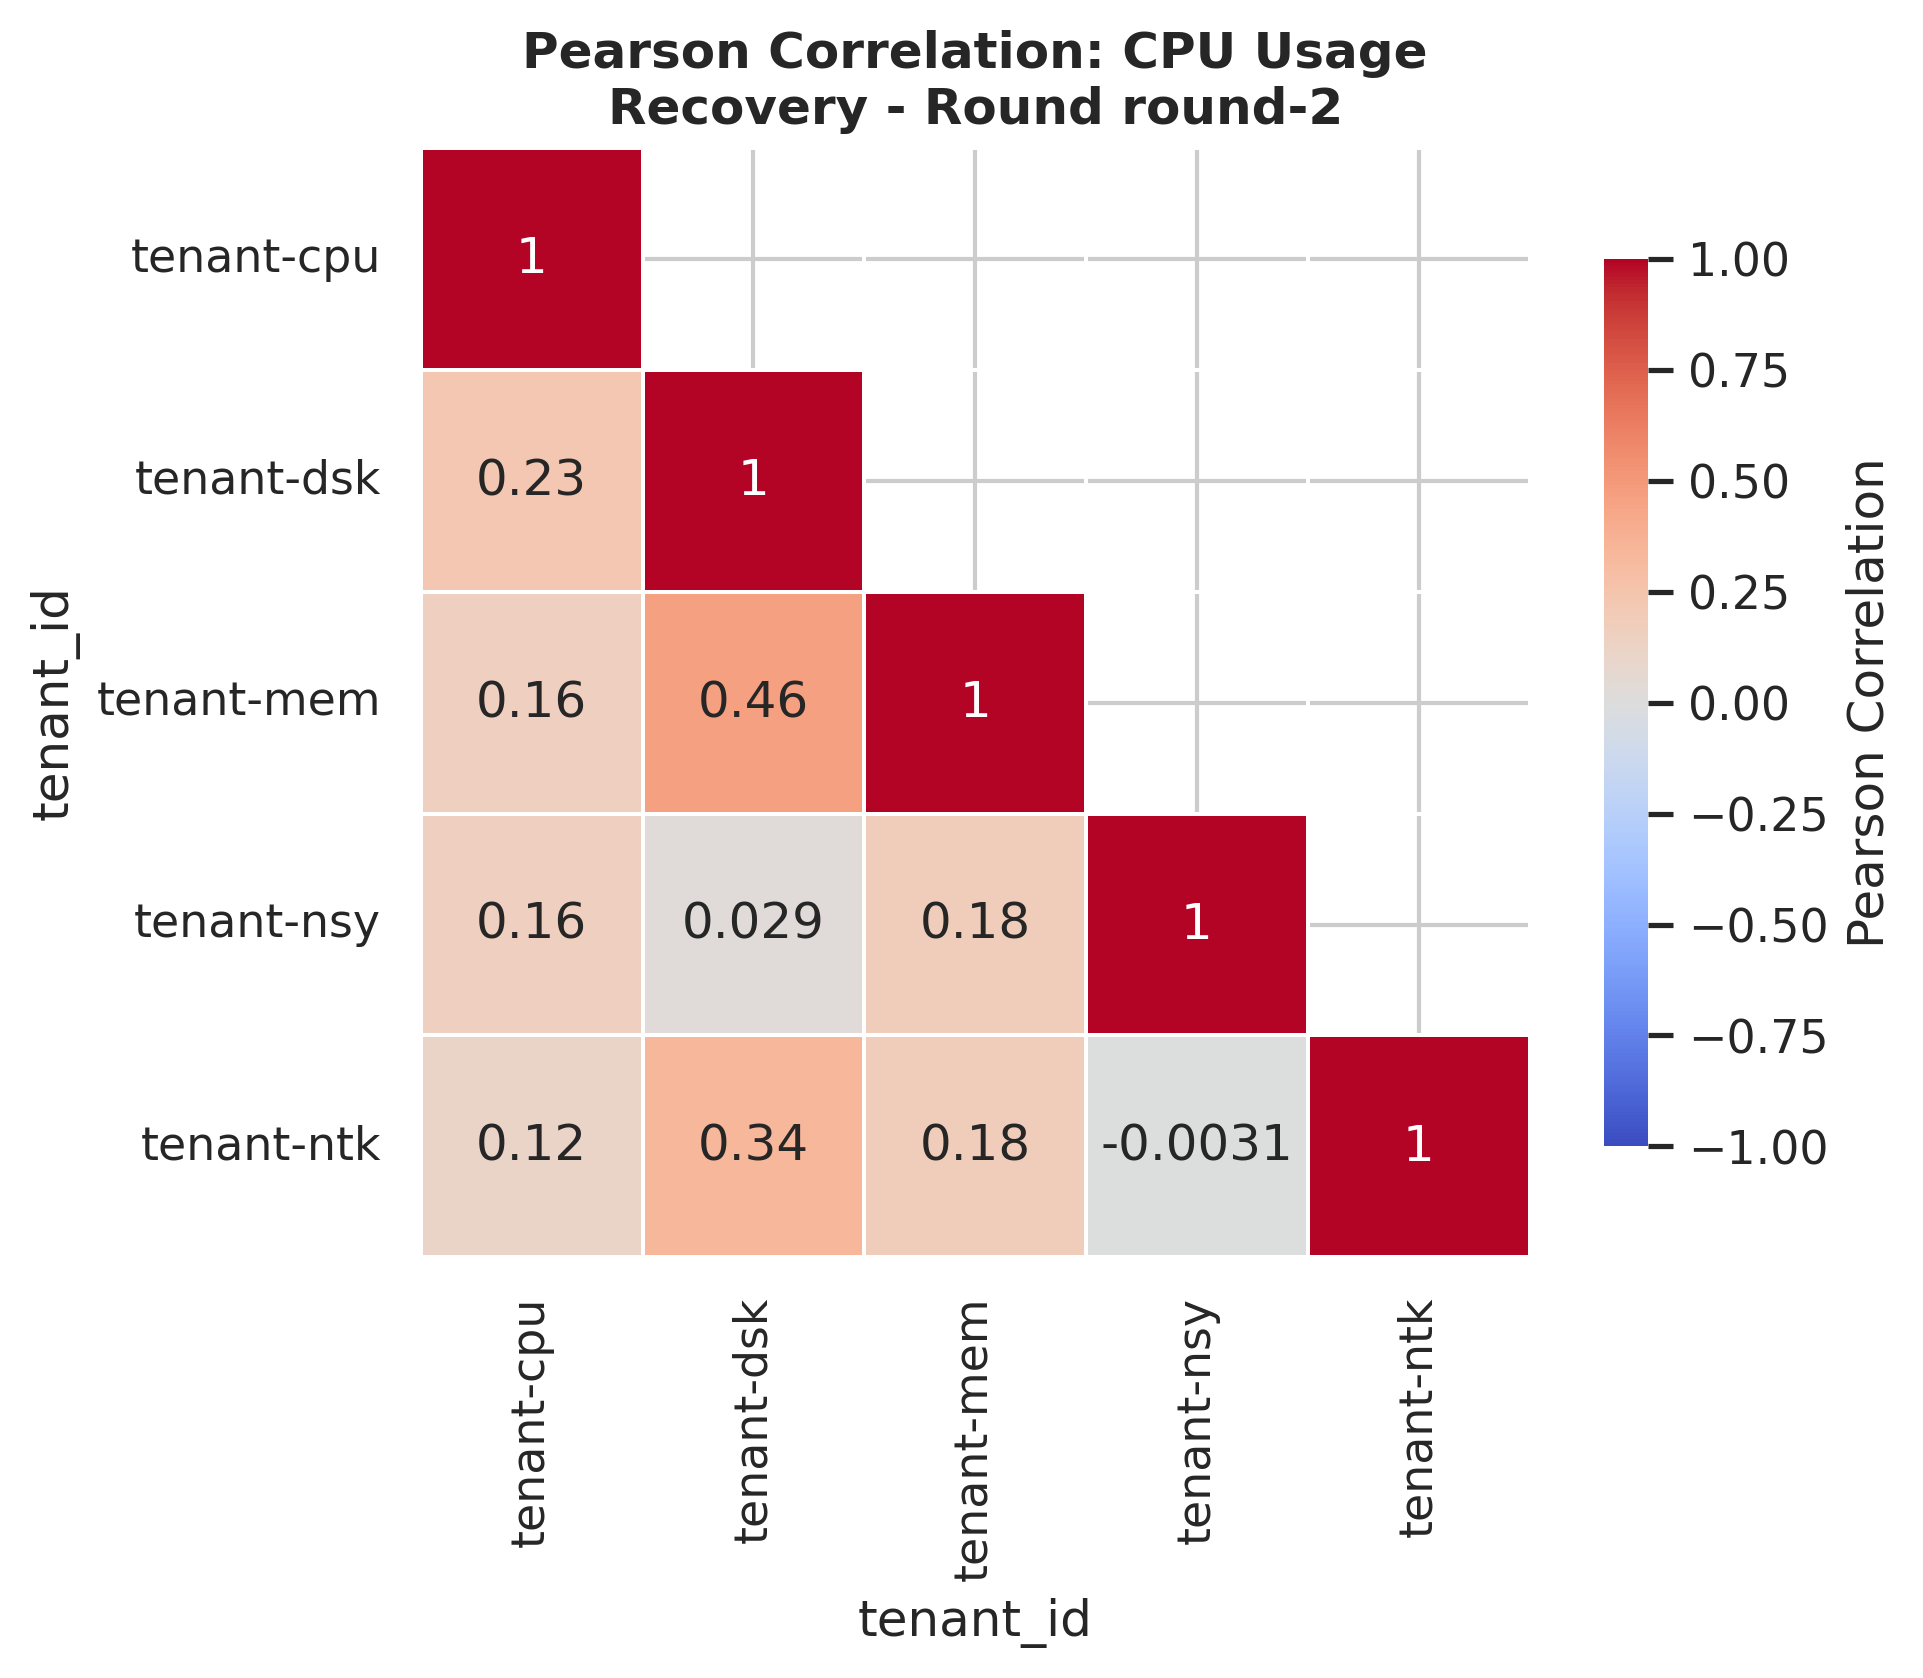 Pearson Correlation: CPU Usage
Recovery - Round round-2
tenant_id
tenant-cpu
1
tenant-dsk
0.23
1
tenant-mem
0.16
0.46
1
tenant-nsy
0.16
0.029
0.18
1
tenant-ntk
0.12
0.34
0.18
-0.0031
1
tenant-cpu
tenant-dsk
tenant-mem
tenant-nsy
tenant-ntk
tenant_id
1.00
0.75
0.50
0.25
0.00
−0.25
−0.50
−0.75
−1.00
Pearson Correlation